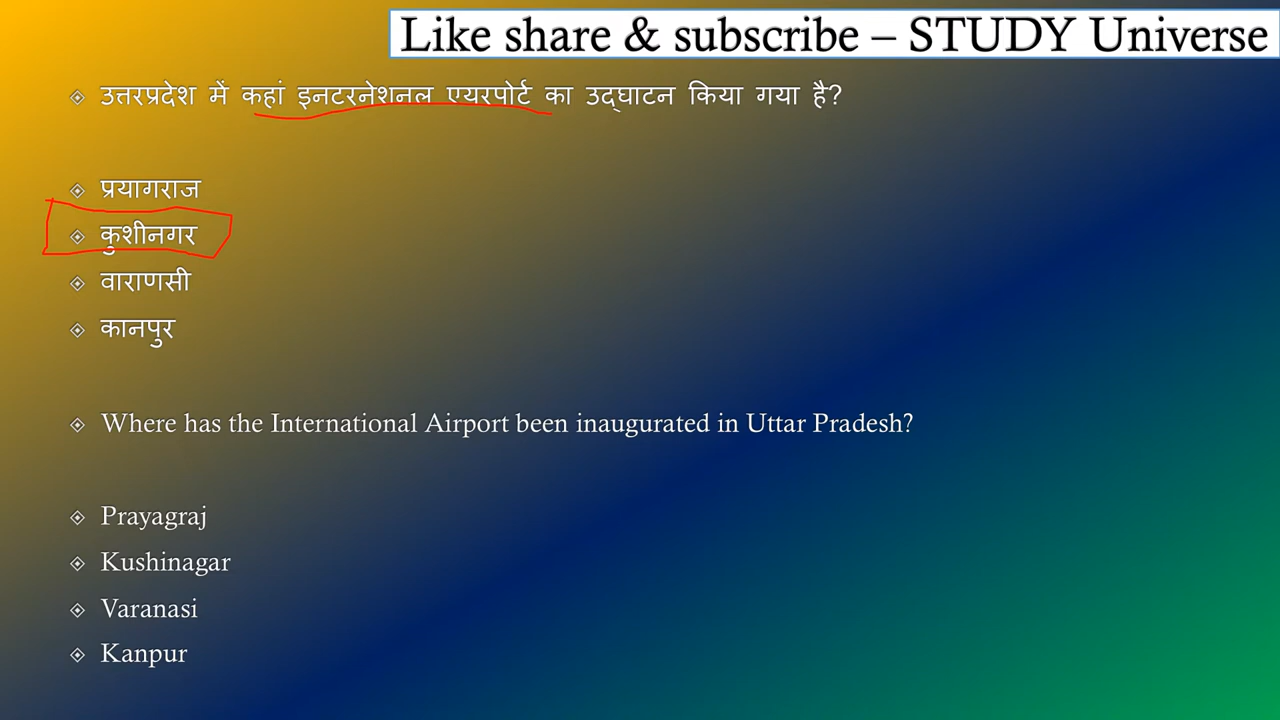 Like share & subscribe – STUDY Universe
उत्तरप्रदेश में कहां इनटरनेशनल एयरपोर्ट का उद्घाटन किया गया है?
प्रयागराज
कुशीनगर
वाराणसी
कानपुर
Where has the International Airport been inaugurated in Uttar Pradesh?
Prayagraj
Kushinagar
Varanasi
Kanpur